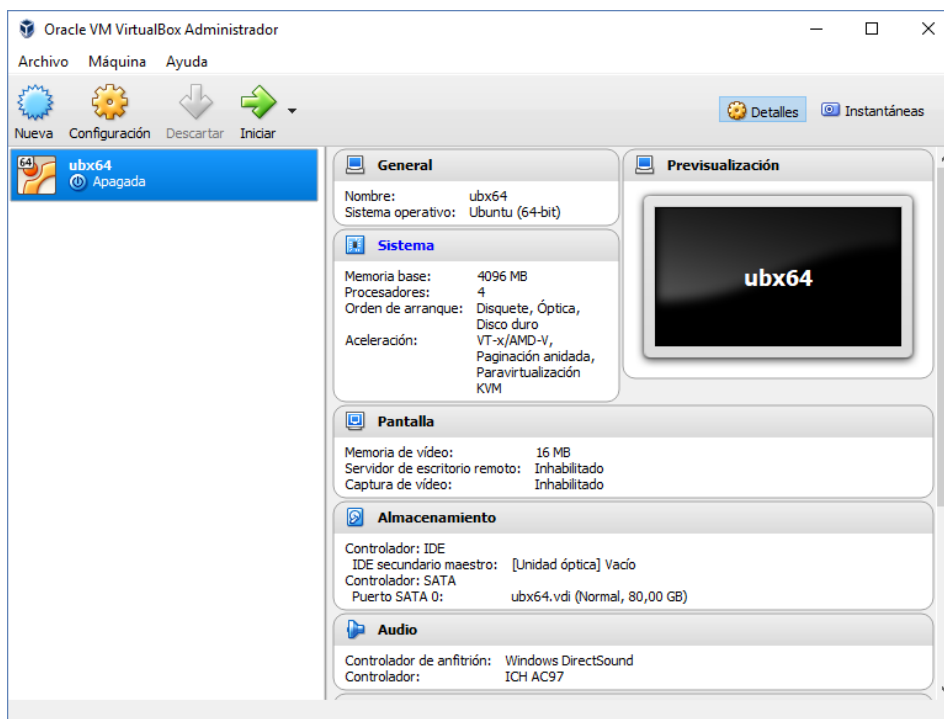 Oracle VM VirtualBox Administrador
Archivo Máquina Ayuda
Nueva Configuración Descartar Iniciar
Detalles Instantáneas
64 ubx64
Apagada
General
Nombre: ubx64
Sistema operativo: Ubuntu (64-bit)
Previsualización
ubx64
Sistema
Memoria base: 4096 MB
Procesadores: 4
Orden de arranque: Disquete, Óptica,
Disco duro
Aceleración: VT-x/AMD-V,
Paginación anidada,
Paravirtualización
KVM
Pantalla
Memoria de vídeo: 16 MB
Servidor de escritorio remoto: Inhabilitado
Captura de vídeo: Inhabilitado
Almacenamiento
Controlador: IDE
IDE secundario maestro: [Unidad óptica] Vacío
Controlador: SATA
Puerto SATA 0: ubx64.vdi (Normal, 80,00 GB)
Audio
Controlador de anfitrión: Windows DirectSound
Controlador: ICH AC97